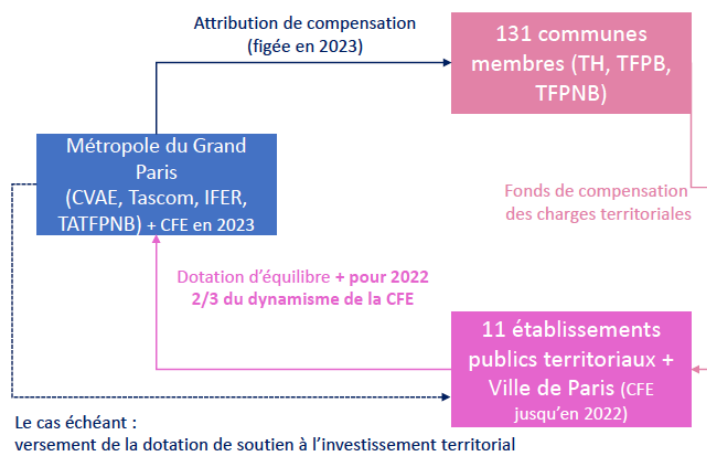 Attribution de compensation
(figée en 2023)
131 communes
membres (TH, TFPB,
TFPNB)
Métropole du Grand
Paris
(CVAE, Tascom, IFER,
TATFPNB) + CFE en 2023
Fonds de compensation
des charges territoriales
Dotation d'équilibre + pour 2022
2/3 du dynamisme de la CFE
11 établissements
publics territoriaux +
Ville de Paris (CFE
jusqu'en 2022)
Le cas échéant :
versement de la dotation de soutien à l'investissement territorial